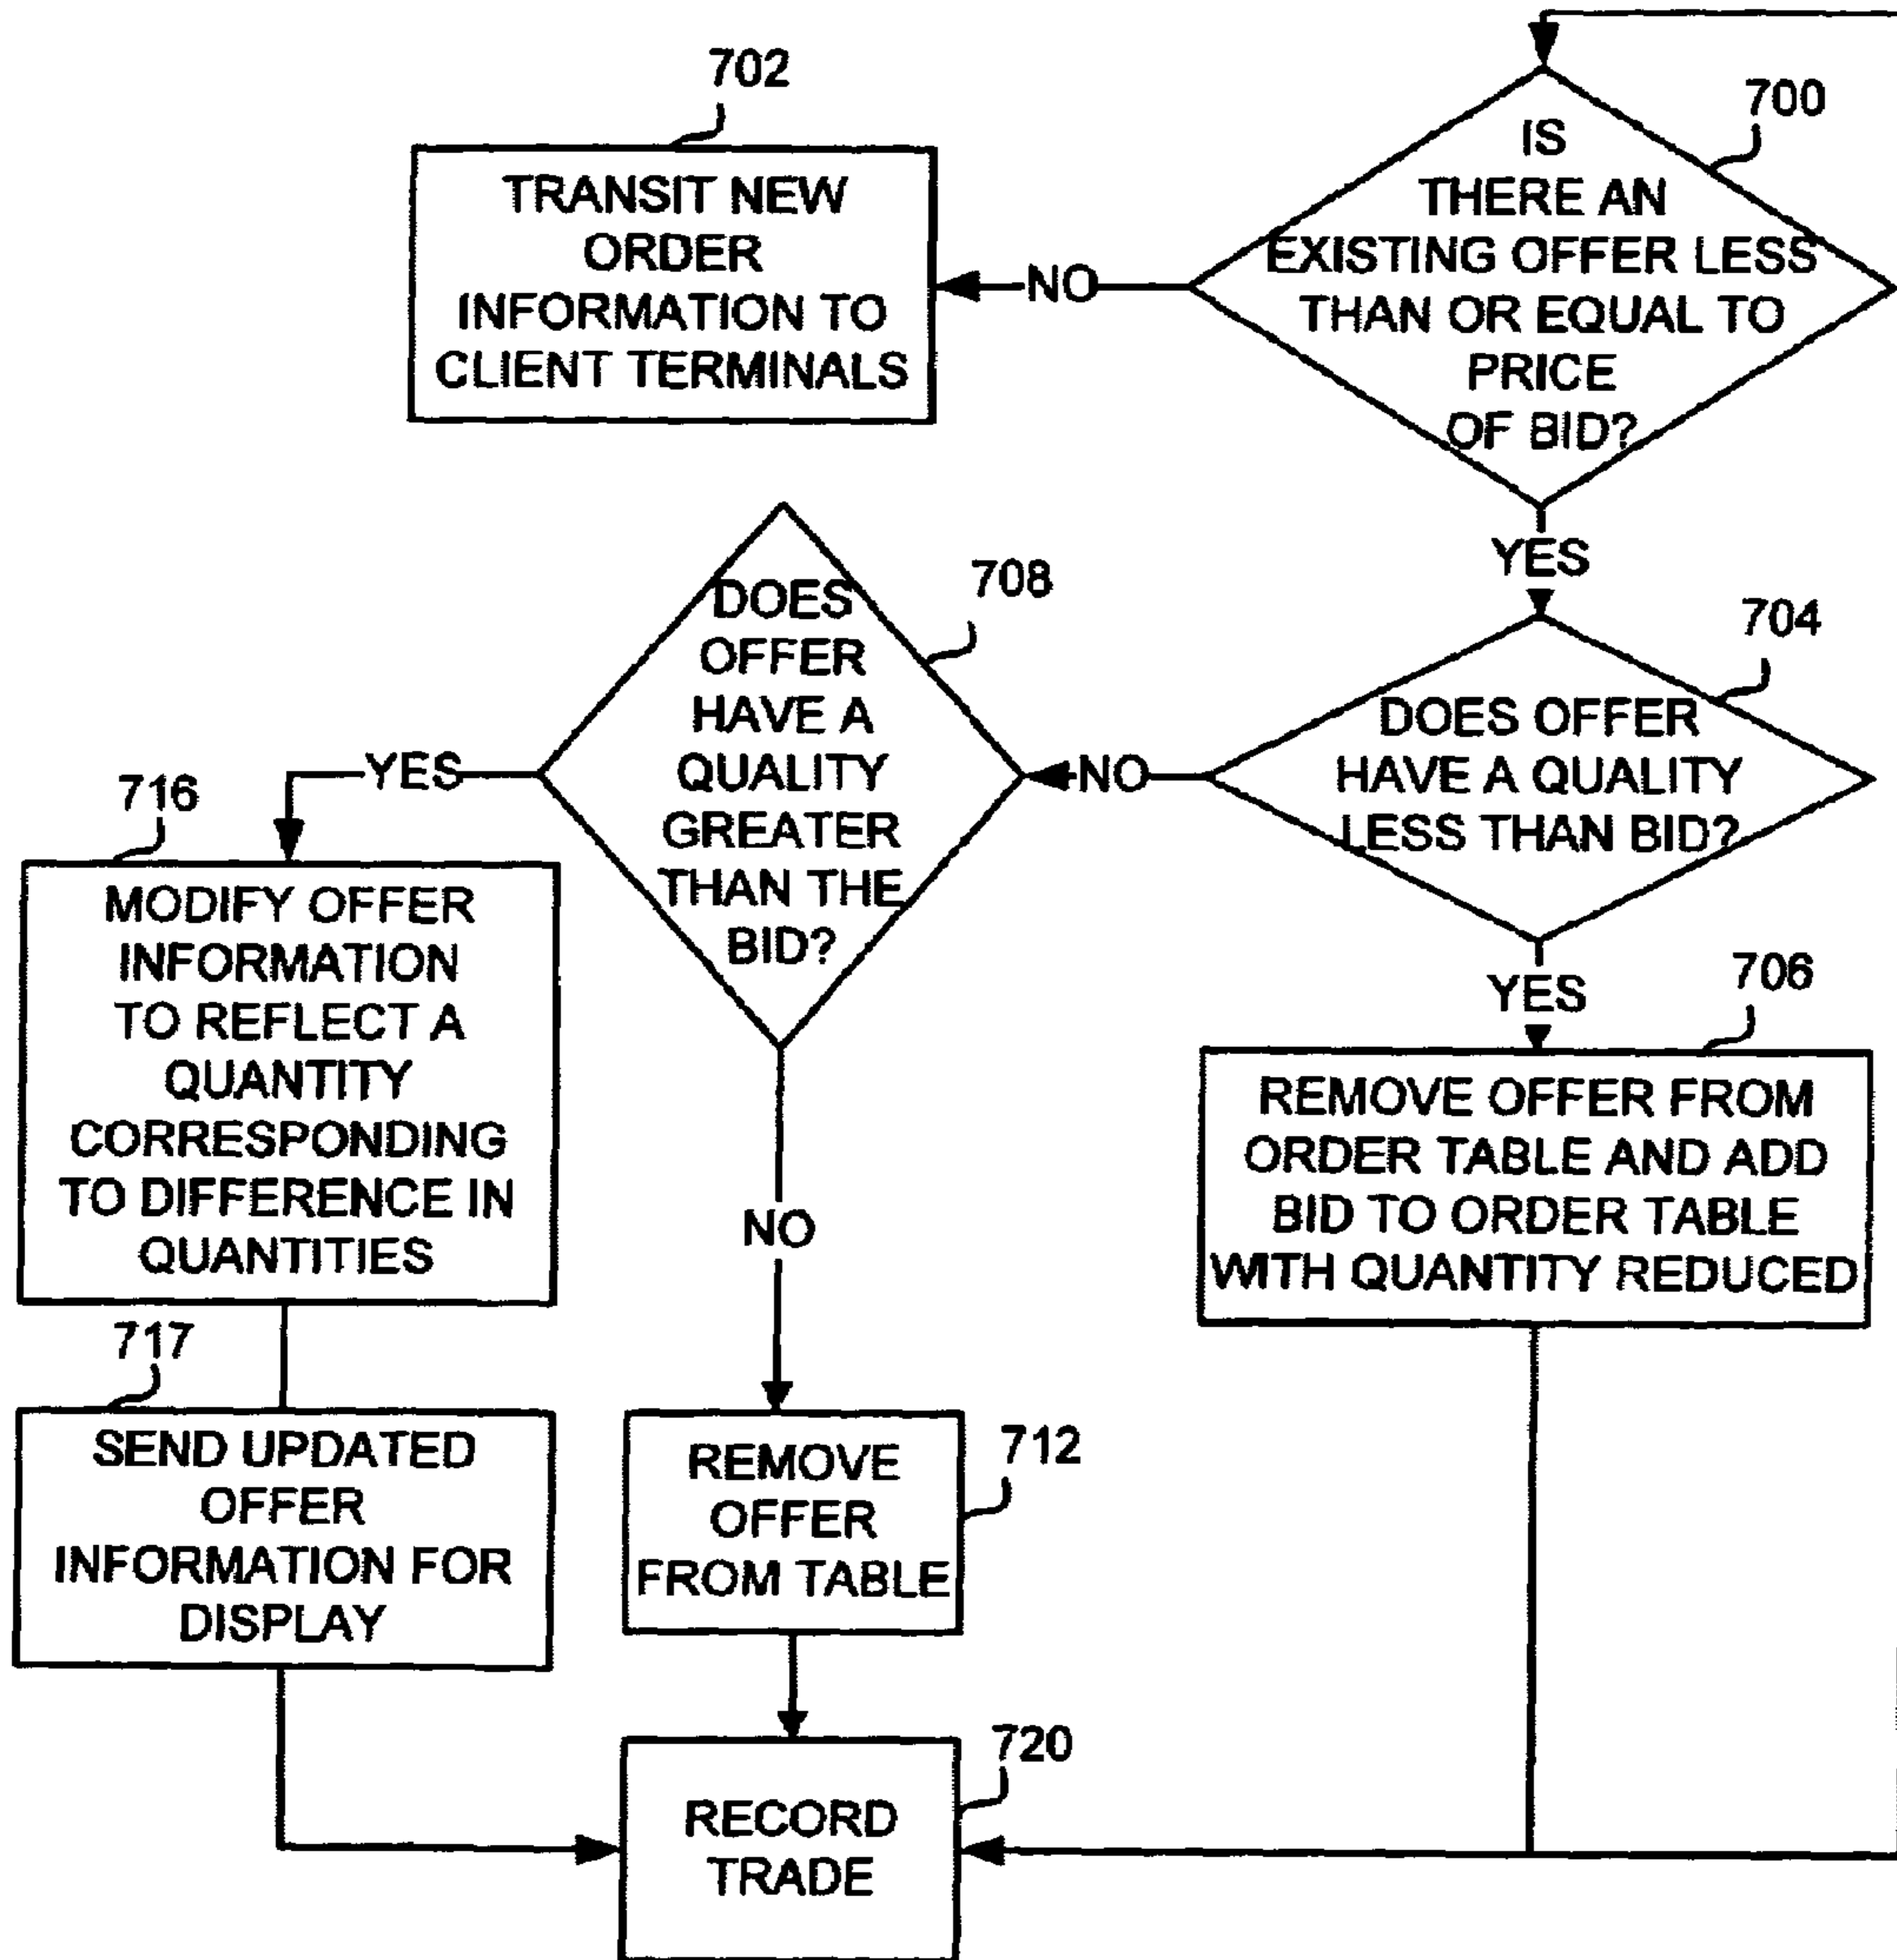 702
TRANSIT NEW
ORDER
INFORMATION TO
CLIENT TERMINALS
NO
700
IS
THERE AN
EXISTING OFFER LESS
THAN OR EQUAL TO
PRICE
OF BID?
YES
704
DOES OFFER
HAVE A QUALITY
LESS THAN BID?
NO
708
DOES
OFFER
HAVE A
QUALITY
GREATER
THAN THE
BID?
YES
716
MODIFY OFFER
INFORMATION
TO REFLECT A
QUANTITY
CORRESPONDING
TO DIFFERENCE IN
QUANTITIES
717
SEND UPDATED
OFFER
INFORMATION FOR
DISPLAY
NO
712
REMOVE
OFFER
FROM TABLE
YES
706
REMOVE OFFER FROM
ORDER TABLE AND ADD
BID TO ORDER TABLE
WITH QUANTITY REDUCED
720
RECORD
TRADE